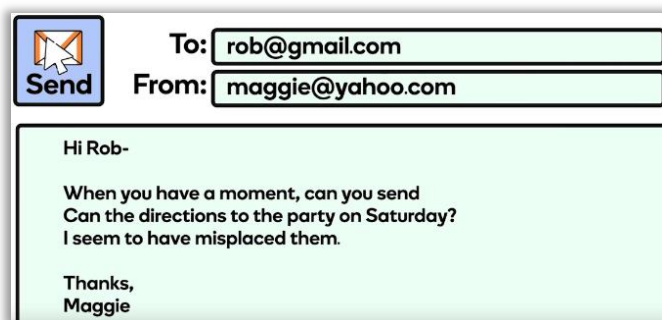 To: rob@gmail.com
Send
From: maggie@yahoo.com
Hi Rob-
When you have a moment, can you send
Can the directions to the party on Saturday?
I seem to have misplaced them.
Thanks,
Maggie